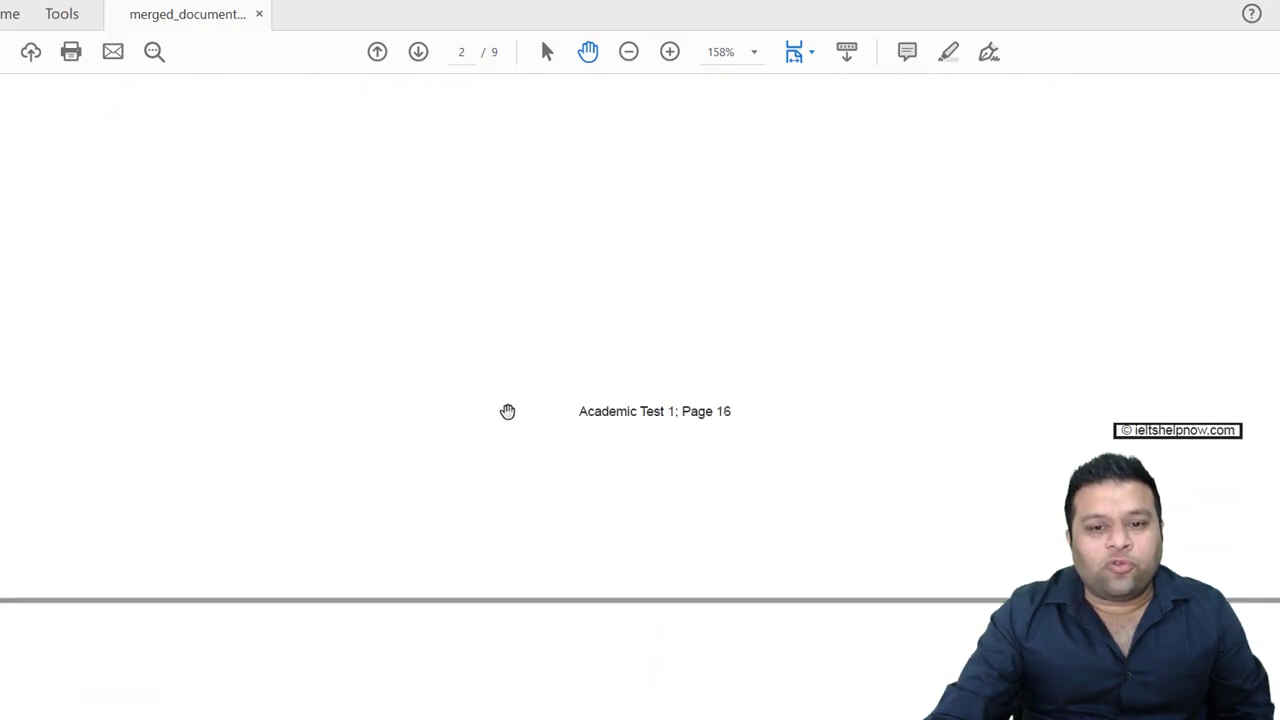 me Tools merged_document... ×
2 / 9 158%
Academic Test 1; Page 16
© ieltshelpnow.com